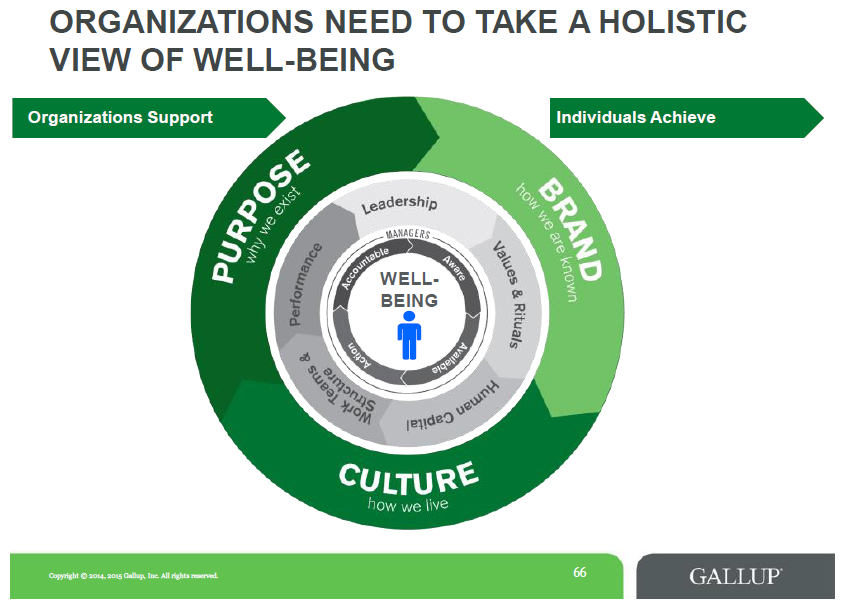 ORGANIZATIONS NEED TO TAKE A HOLISTIC
VIEW OF WELL-BEING
Organizations Support
Individuals Achieve
PURPOSE
why we exist
BRAND
how we are known
CULTURE
how we live
Leadership
Values & Rituals
Human Capital
Work Teams &
Structure
Performance
MANAGERS
Accountable
Aware
Available
Action
WELL-
BEING
Copyright © 2014, 2015 Gallup, Inc. All rights reserved.
66
GALLUP®